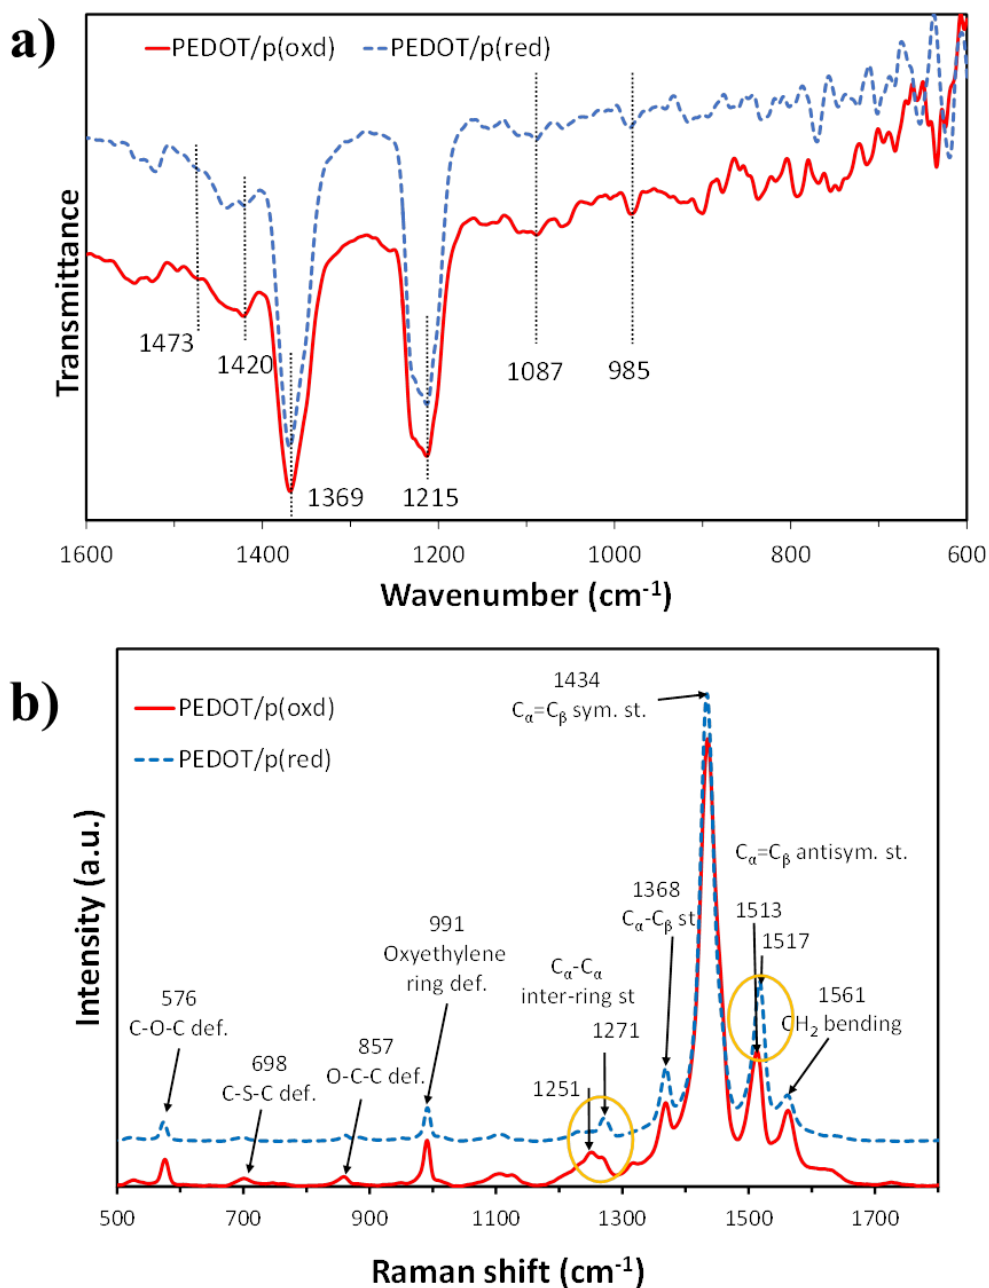 a)
PEDOT/p(oxd) PEDOT/p(red)
Transmittance
1473
1420
1369
1215
1087
985
1600 1400 1200 1000 800 600
Wavenumber (cm⁻¹)
b)
PEDOT/p(oxd)
PEDOT/p(red)
Intensity (a.u.)
576
C-O-C def.
698
C-S-C def.
857
O-C-C def.
991
Oxyethylene
ring def.
Cα-Cα
inter-ring st
1271
1251
1368
Cα-Cβ st
1434
Cα=Cβ sym. st.
Cα=Cβ antisym. st.
1513
1517
1561
CH₂ bending
500 700 900 1100 1300 1500 1700
Raman shift (cm⁻¹)